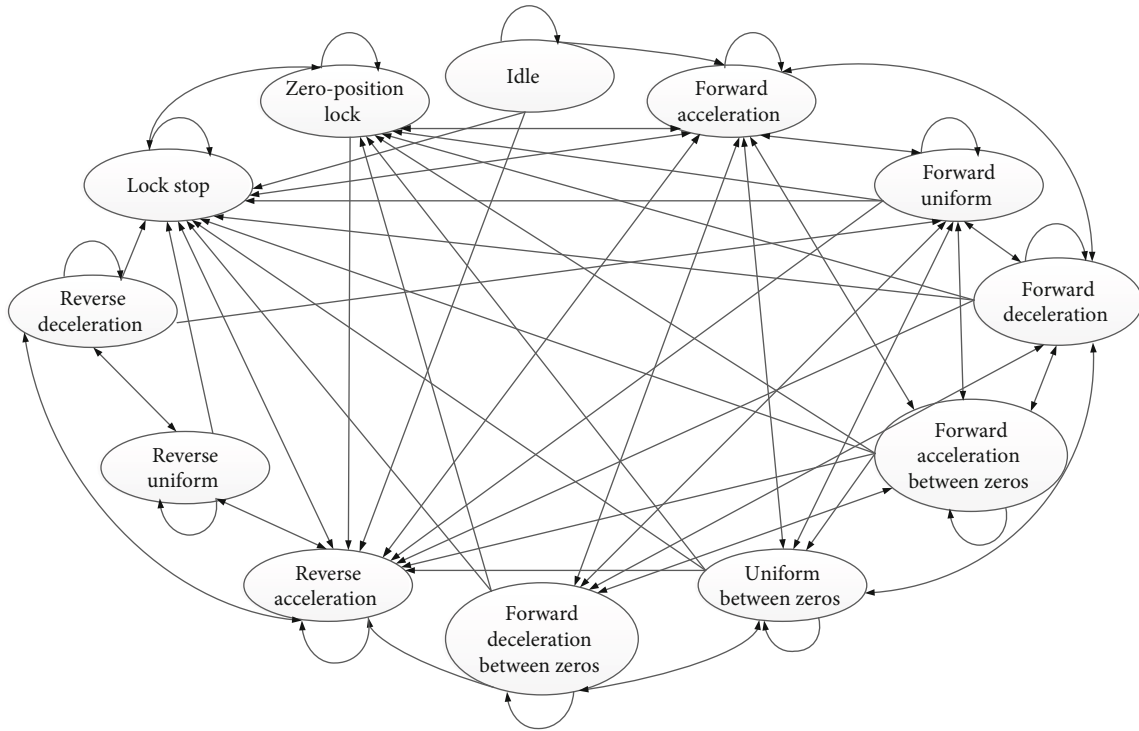 Idle
Zero-position
lock
Forward
acceleration
Lock stop
Forward
uniform
Reverse
deceleration
Forward
deceleration
Reverse
uniform
Forward
acceleration
between zeros
Reverse
acceleration
Forward
deceleration
between zeros
Uniform
between zeros